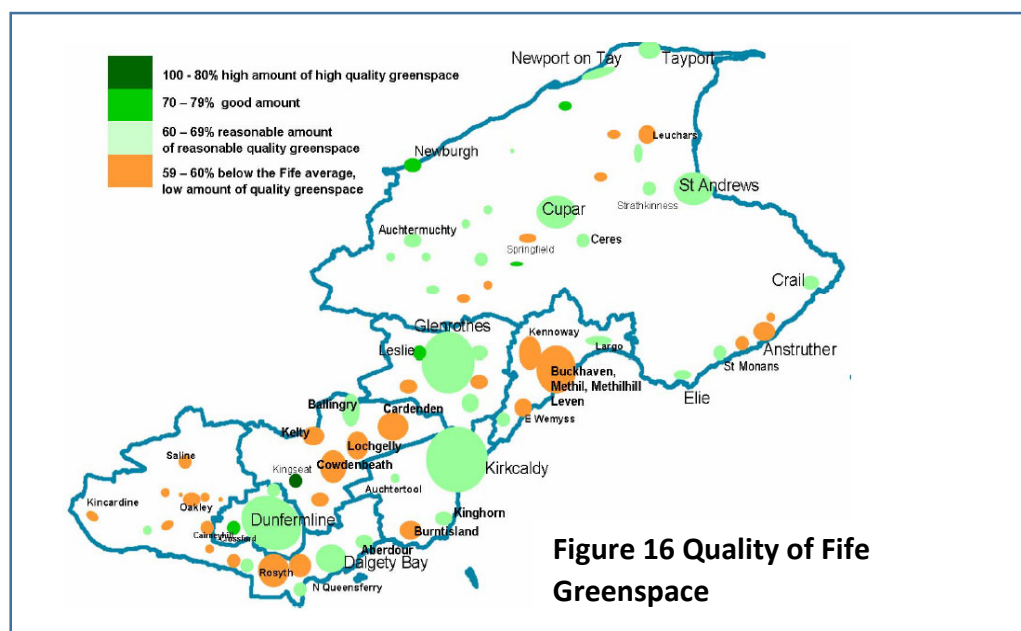 100 - 80% high amount of high quality greenspace
70 – 79% good amount
60 – 69% reasonable amount
of reasonable quality greenspace
59 – 60% below the Fife average,
low amount of quality greenspace
Newport on Tay
Tayport
Leuchars
Newburgh
St Andrews
Strathkinness
Cupar
Auchtermuchty
Springfield
Ceres
Crail
Glenrothes
Kennoway
Largo
Leslie
Anstruther
St Monans
Buckhaven,
Methil, Methilhill
Leven
Elie
Ballingry
Cardenden
E Wemyss
Kelty
Lochgelly
Saline
Kingseat
Cowdenbeath
Kirkcaldy
Auchtertool
Kincardine
Oakley
Kinghorn
Dunfermline
Cairneyhill
Crossford
Burntisland
Aberdour
Dalgety Bay
Rosyth
N Queensferry
Figure 16 Quality of Fife
Greenspace